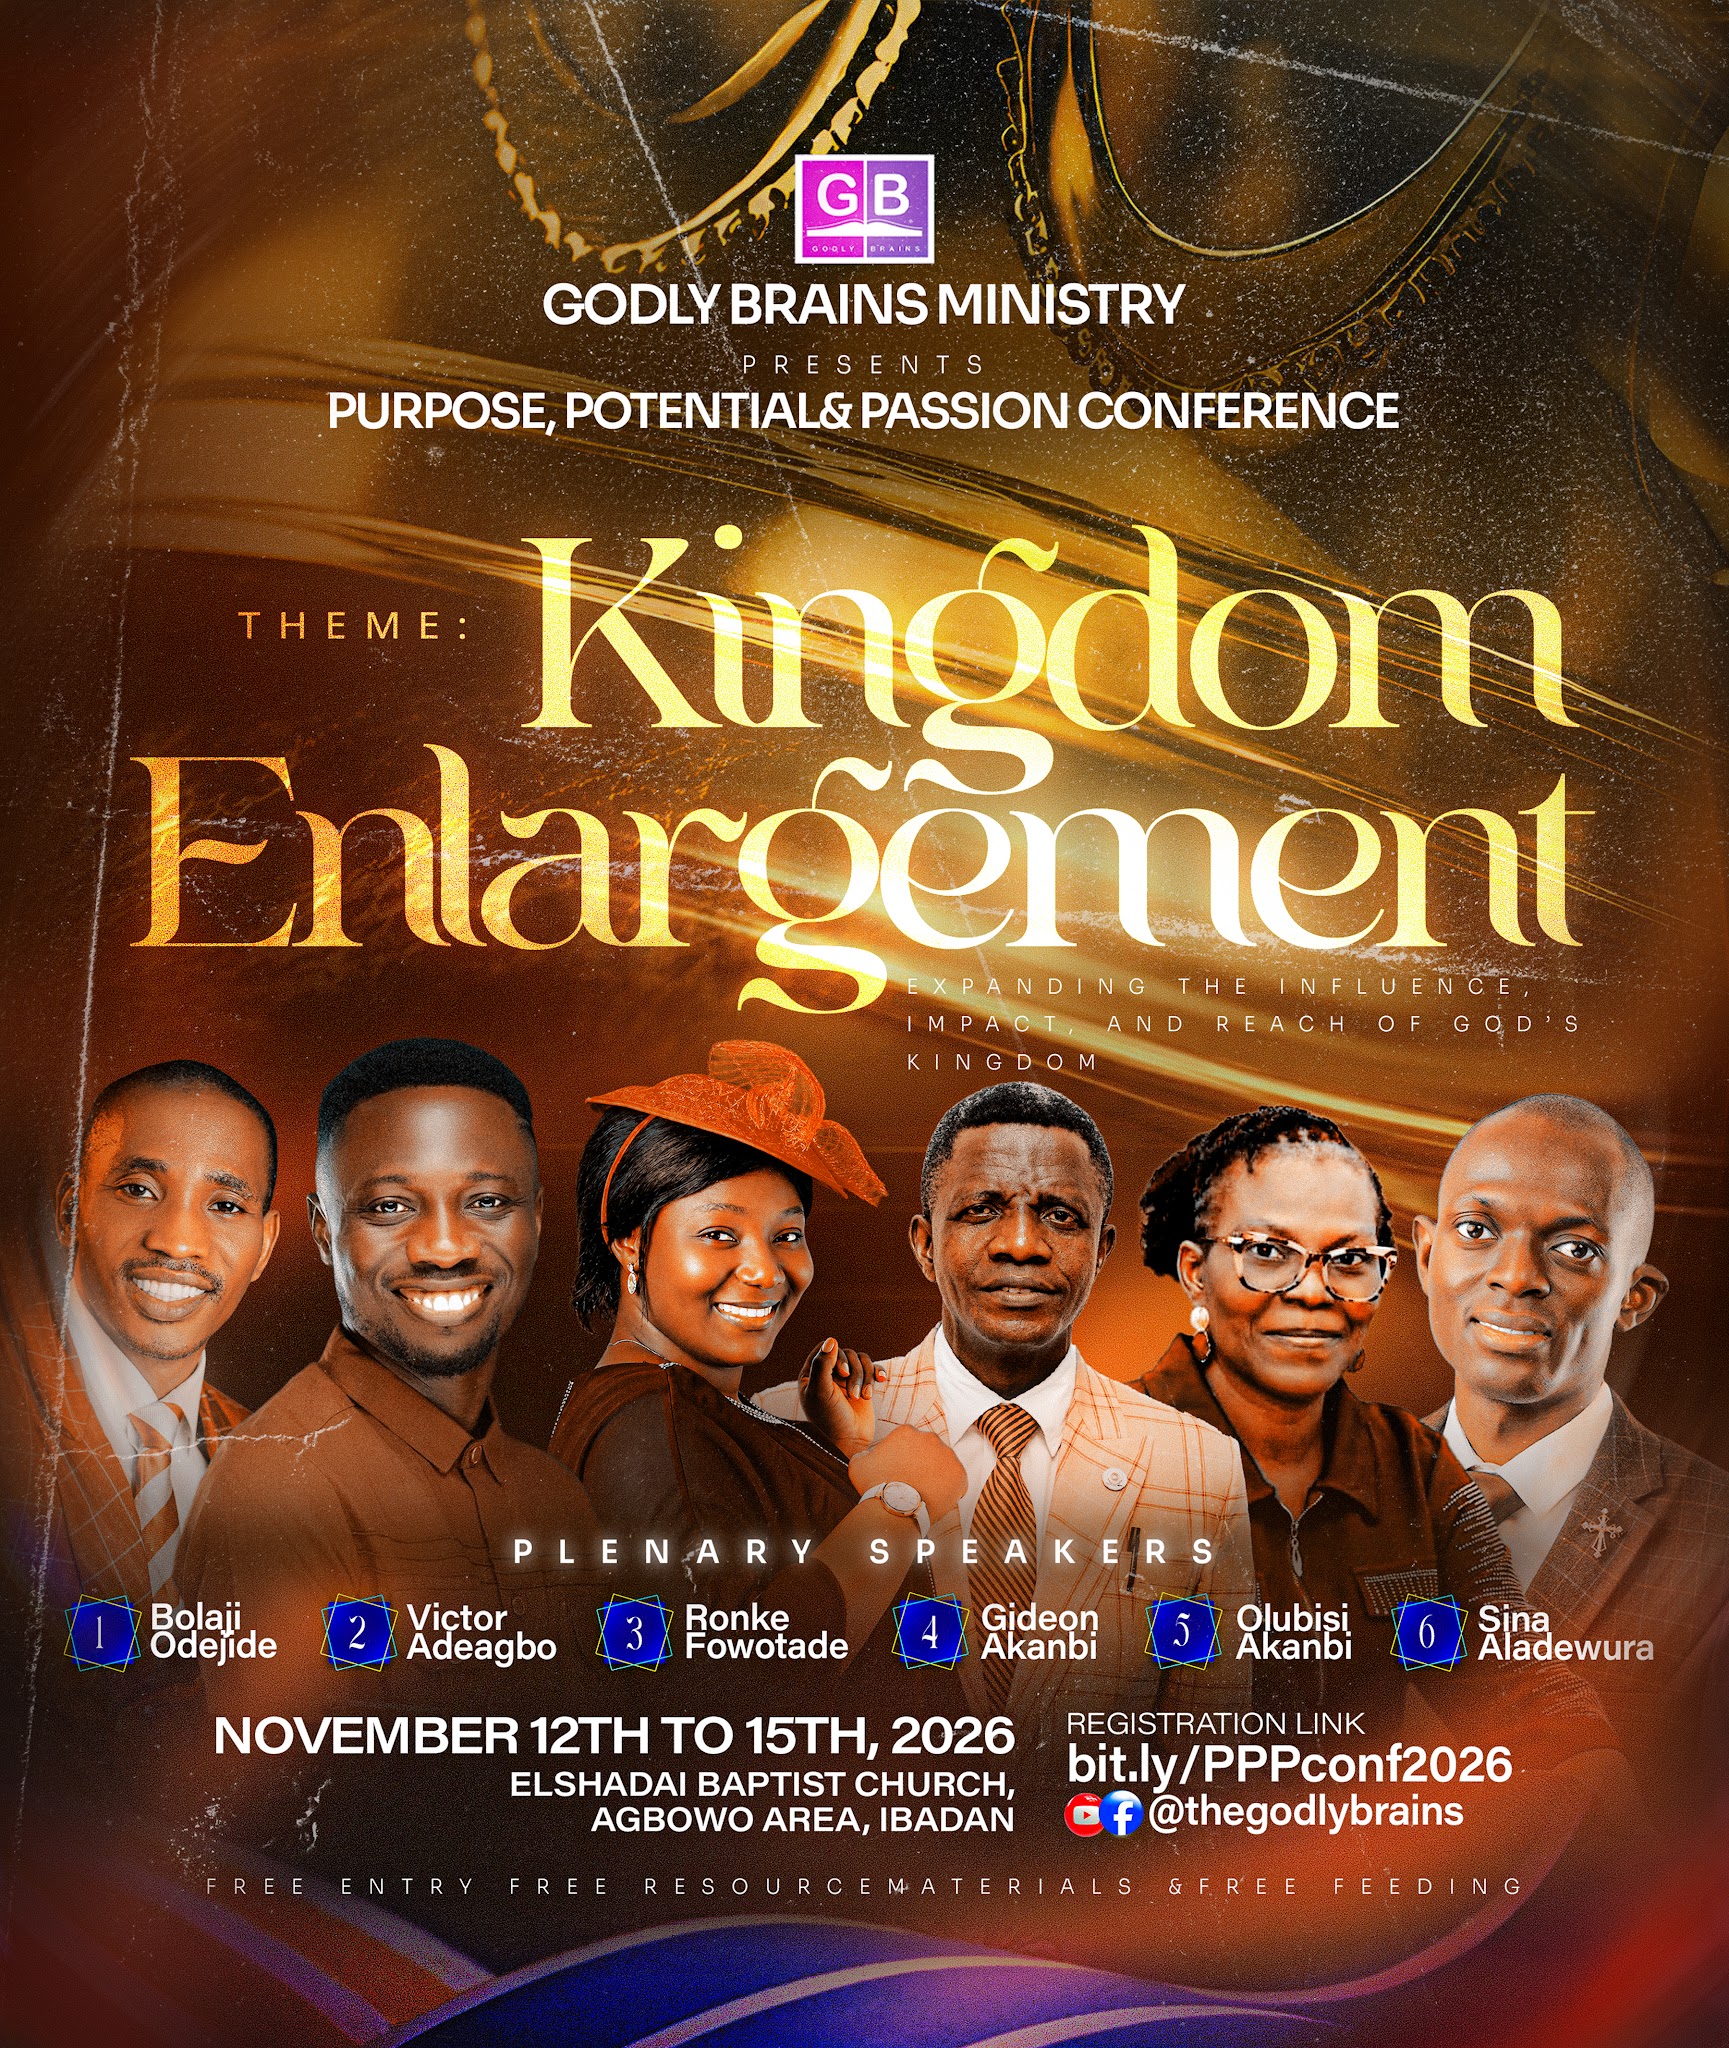 GB
GODLY BRAINS
GODLY BRAINS MINISTRY
PRESENTS
PURPOSE, POTENTIAL& PASSION CONFERENCE
THEME:
Kingdom
Enlargement
EXPANDING THE INFLUENCE,
IMPACT, AND REACH OF GOD'S
KINGDOM
PLENARY SPEAKERS
1
Bolaji
Odejide
2
Victor
Adeagbo
3
Ronke
Fowotade
4
Gideon
Akanbi
5
Olubisi
Akanbi
6
Sina
Aladewura
NOVEMBER 12TH TO 15TH, 2026
ELSHADAI BAPTIST CHURCH,
AGBOWO AREA, IBADAN
REGISTRATION LINK
bit.ly/PPPconf2026
@thegodlybrains
FREE ENTRY FREE RESOURCEMATERIALS &FREE FEEDING